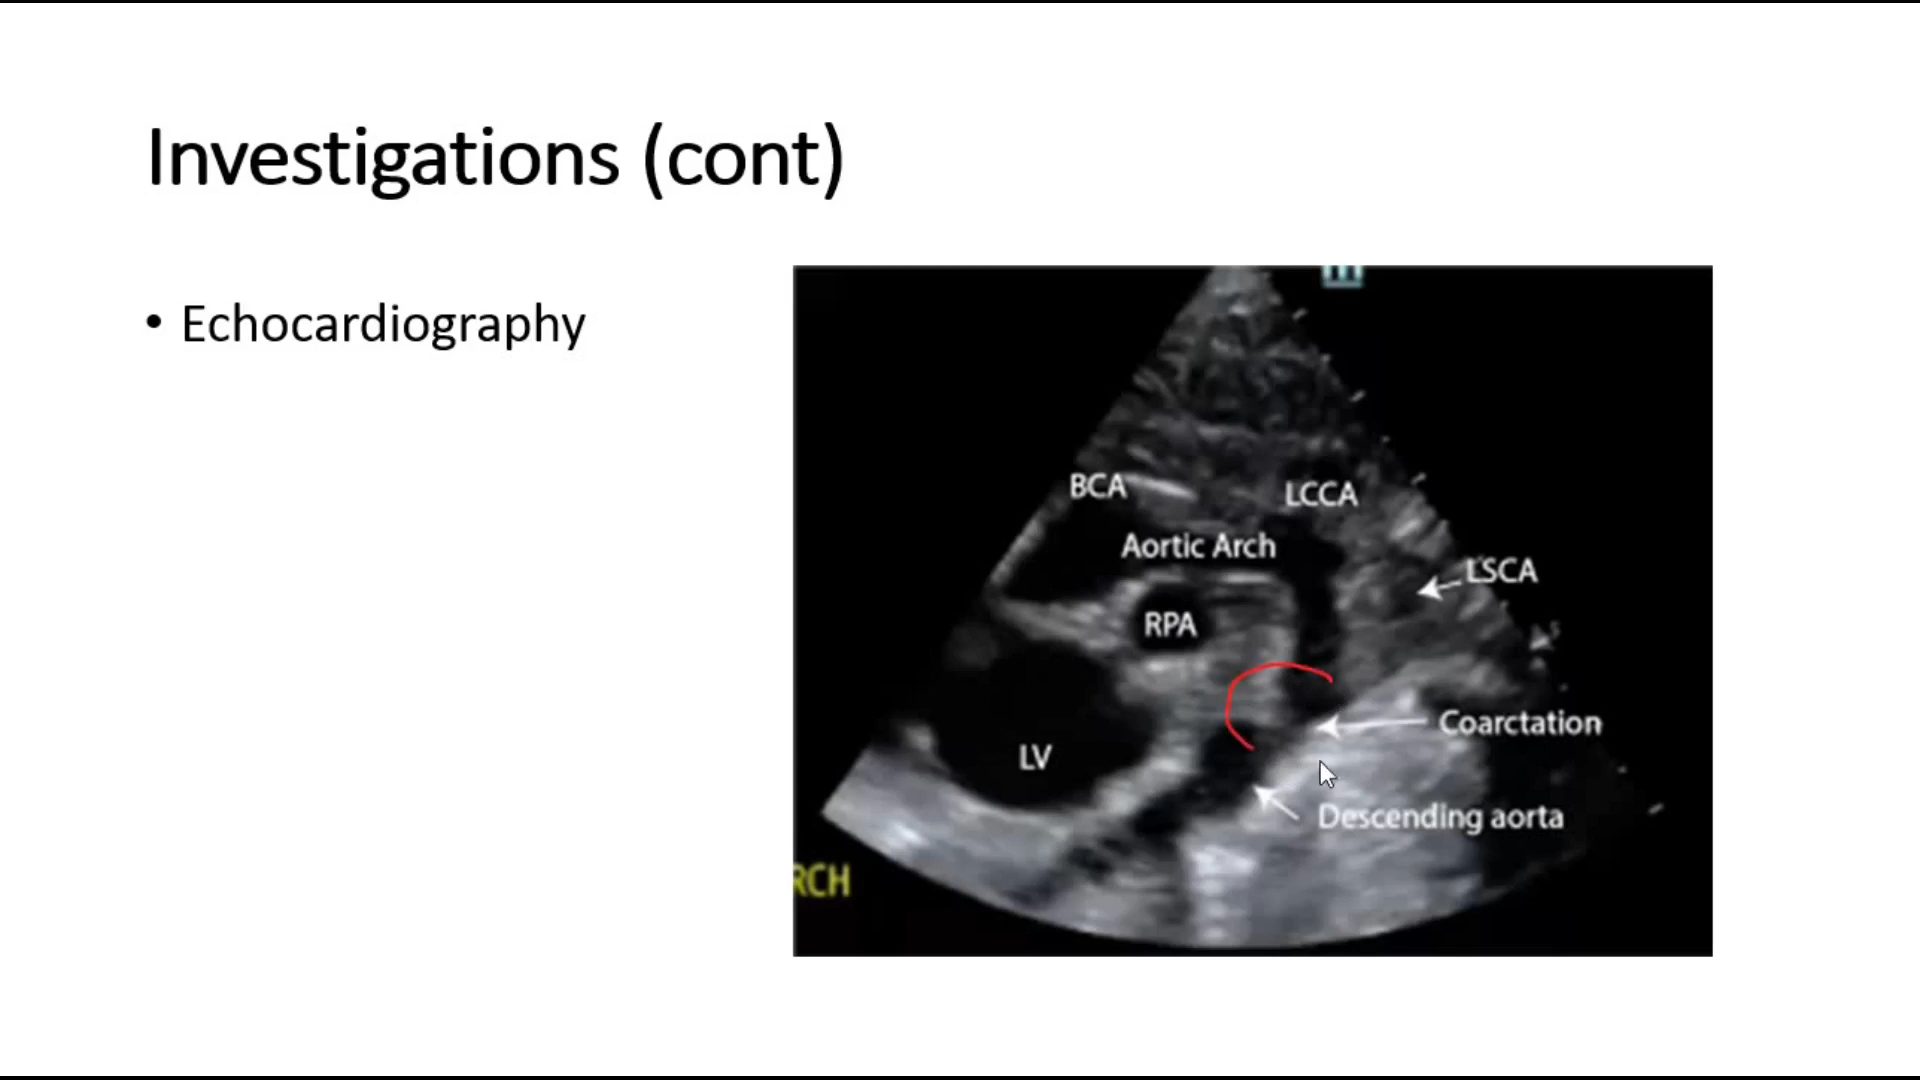 Investigations (cont)
• Echocardiography
m
BCA
LCCA
Aortic Arch
LSCA
RPA
Coarctation
LV
Descending aorta
RCH